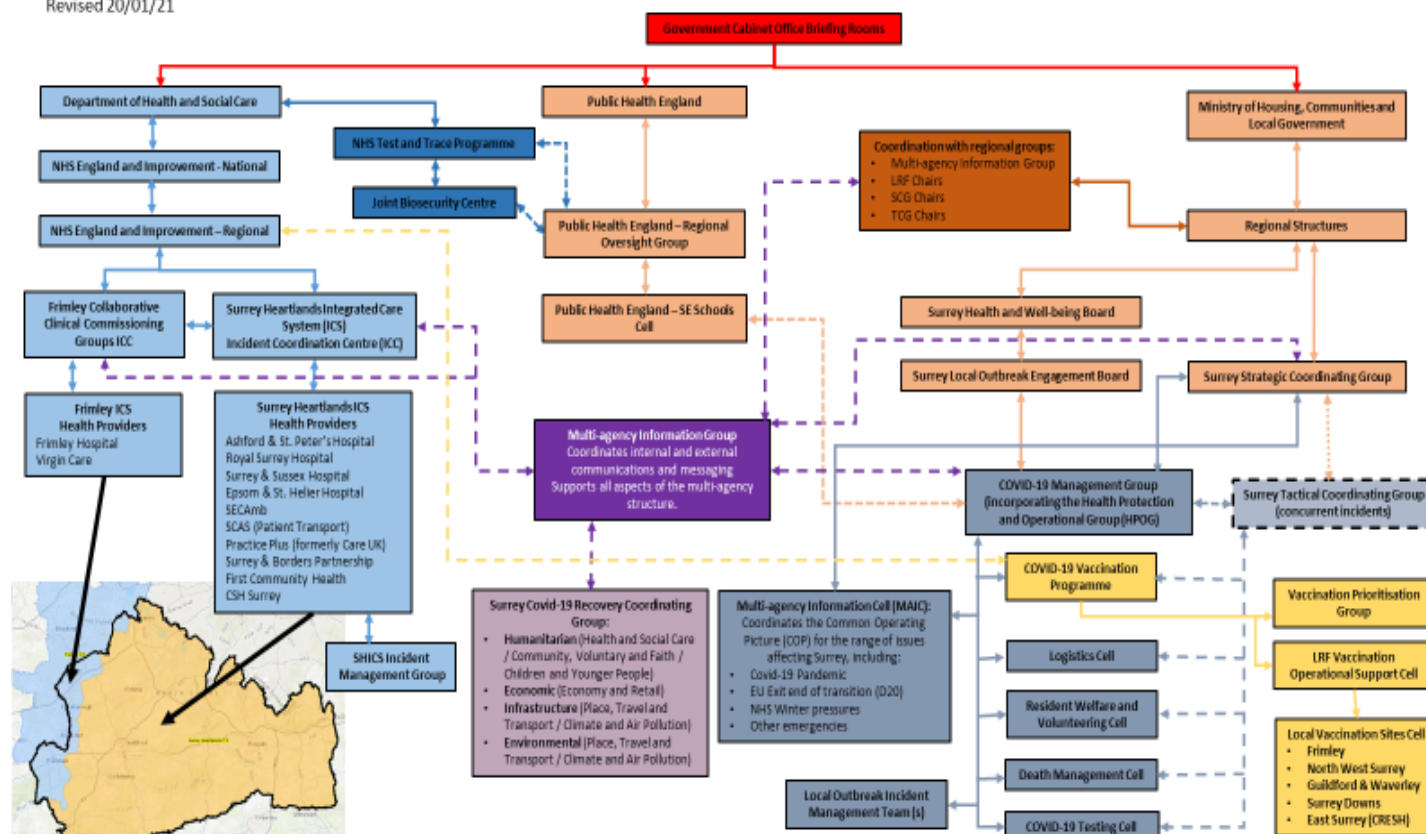 Revised 20/01/21
Government Cabinet Office Briefing Rooms
Department of Health and Social Care
Public Health England
Ministry of Housing, Communities and
Local Government
NHS Test and Trace Programme
Coordination with regional groups:
• Multi-agency Information Group
• LRF Chairs
• SCG Chairs
• TCG Chairs
NHS England and Improvement - National
Joint Biosecurity Centre
NHS England and Improvement – Regional
Public Health England – Regional
Oversight Group
Regional Structures
Frimley Collaborative
Clinical Commissioning
Groups ICC
Surrey Heartlands Integrated Care
System (ICS)
Incident Coordination Centre (ICC)
Public Health England – SE Schools
Cell
Surrey Health and Well-being Board
Surrey Local Outbreak Engagement Board
Surrey Strategic Coordinating Group
Frimley ICS
Health Providers
Frimley Hospital
Virgin Care
Surrey Heartlands ICS
Health Providers
Ashford & St. Peter's Hospital
Royal Surrey Hospital
Surrey & Sussex Hospital
Epsom & St. Helier Hospital
SECAmb
SCAS (Patient Transport)
Practice Plus (formerly Care UK)
Surrey & Borders Partnership
First Community Health
CSH Surrey
Multi-agency Information Group
Coordinates internal and external
communications and messaging
Supports all aspects of the multi-agency
structure.
COVID-19 Management Group
(incorporating the Health Protection
and Operational Group (HPOG)
Surrey Tactical Coordinating Group
(concurrent incidents)
SHICS Incident
Management Group
Surrey Covid-19 Recovery Coordinating
Group:
• Humanitarian (Health and Social Care
/ Community, Voluntary and Faith /
Children and Younger People)
• Economic (Economy and Retail)
• Infrastructure (Place, Travel and
Transport / Climate and Air Pollution)
• Environmental (Place, Travel and
Transport / Climate and Air Pollution)
Multi-agency Information Cell (MAIC):
Coordinates the Common Operating
Picture (COP) for the range of issues
affecting Surrey, including:
• Covid-19 Pandemic
• EU Exit end of transition (D20)
• NHS Winter pressures
• Other emergencies
Local Outbreak Incident
Management Team (s)
COVID-19 Vaccination
Programme
Logistics Cell
Resident Welfare and
Volunteering Cell
Death Management Cell
COVID-19 Testing Cell
Vaccination Prioritisation
Group
LRF Vaccination
Operational Support Cell
Local Vaccination Sites Cell
• Frimley
• North West Surrey
• Guildford & Waverley
• Surrey Downs
• East Surrey (CRESH)